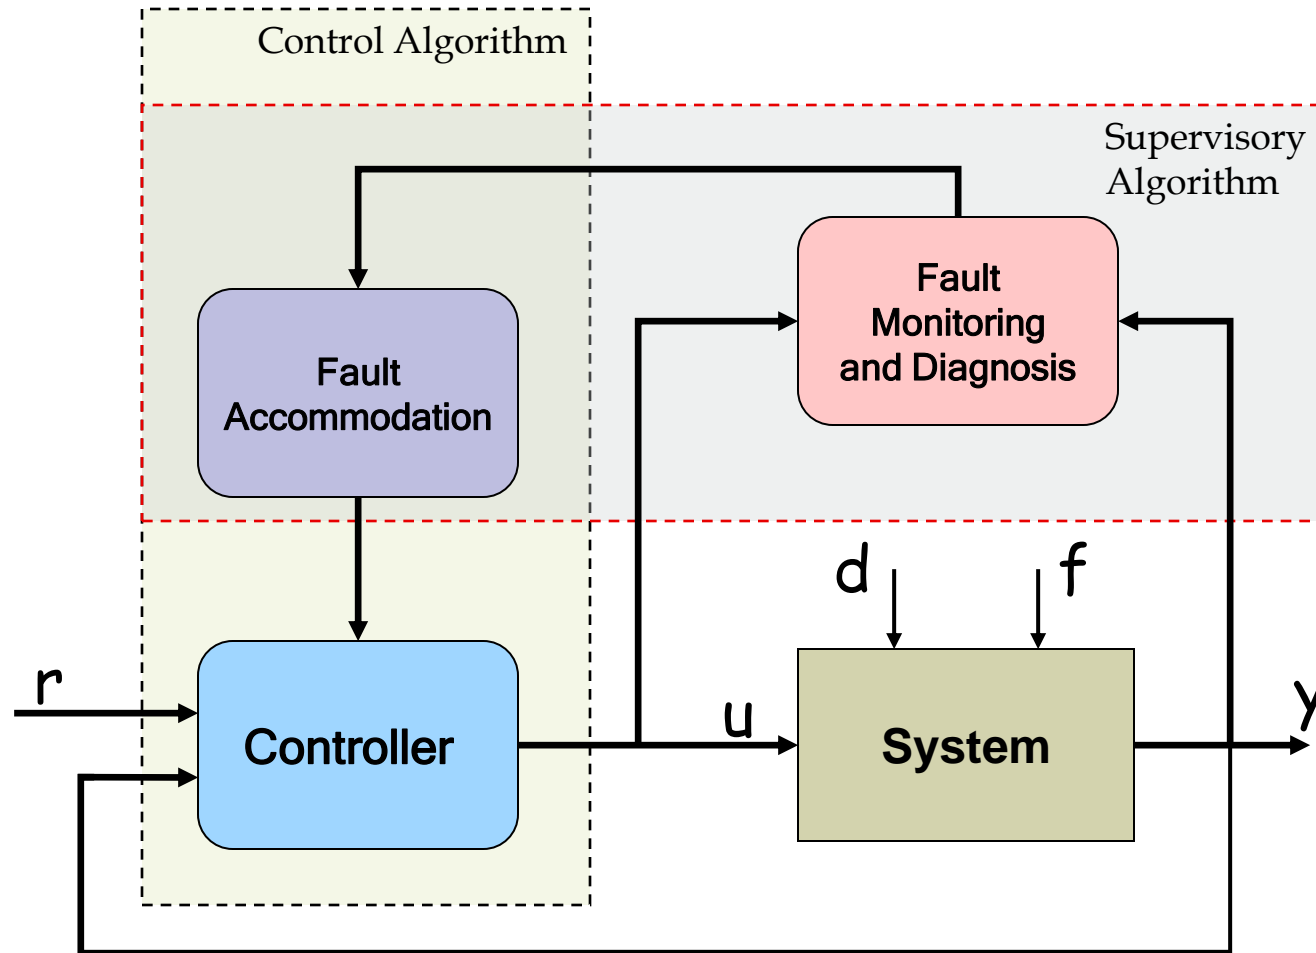 Control Algorithm
Supervisory
Algorithm
Fault
Monitoring
and Diagnosis
Fault
Accommodation
d
f
r
Controller
u
System
y